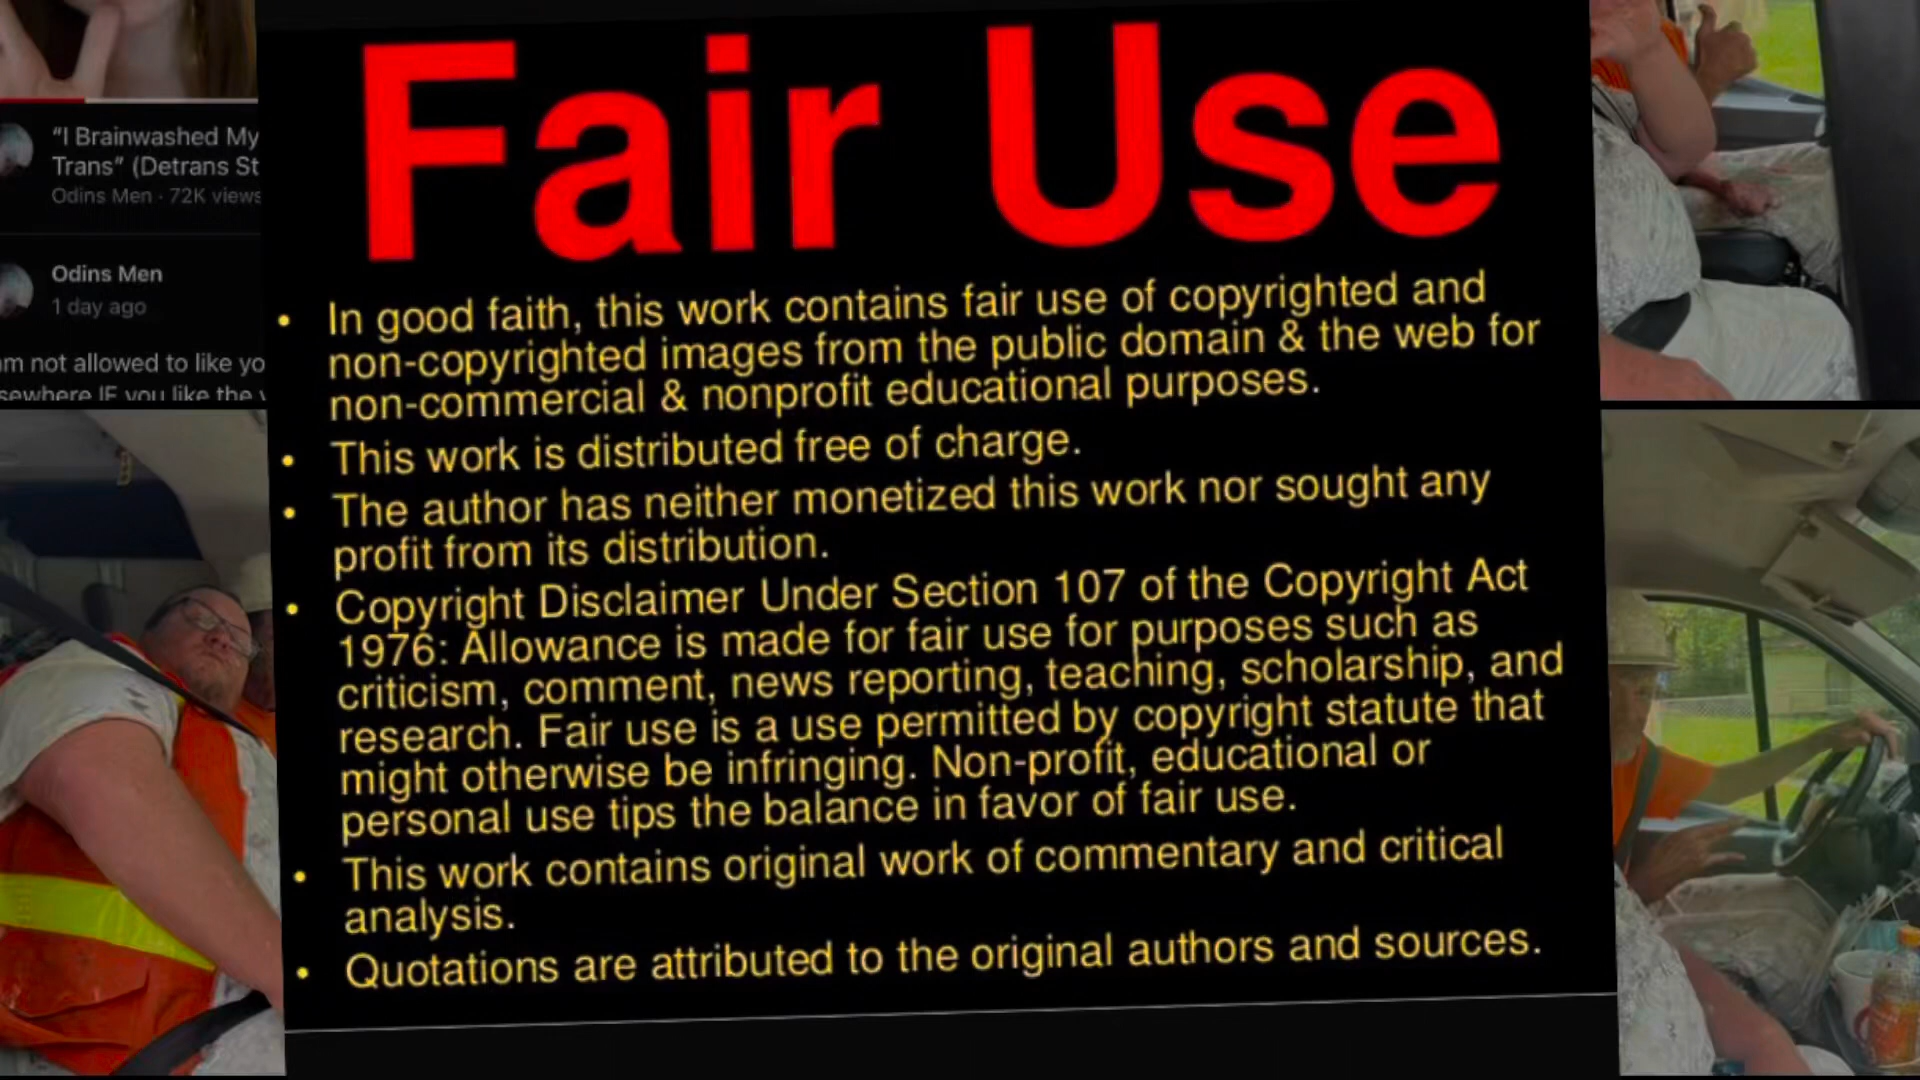 Fair Use
• In good faith, this work contains fair use of copyrighted and
non-copyrighted images from the public domain & the web for
non-commercial & nonprofit educational purposes.
• This work is distributed free of charge.
• The author has neither monetized this work nor sought any
profit from its distribution.
• Copyright Disclaimer Under Section 107 of the Copyright Act
1976: Allowance is made for fair use for purposes such as
criticism, comment, news reporting, teaching, scholarship, and
research. Fair use is a use permitted by copyright statute that
might otherwise be infringing. Non-profit, educational or
personal use tips the balance in favor of fair use.
• This work contains original work of commentary and critical
analysis.
• Quotations are attributed to the original authors and sources.
“I Brainwashed My
Trans” (Detrans St
Odins Men · 72K views
Odins Men
1 day ago
m not allowed to like yo
sewhere IF you like the